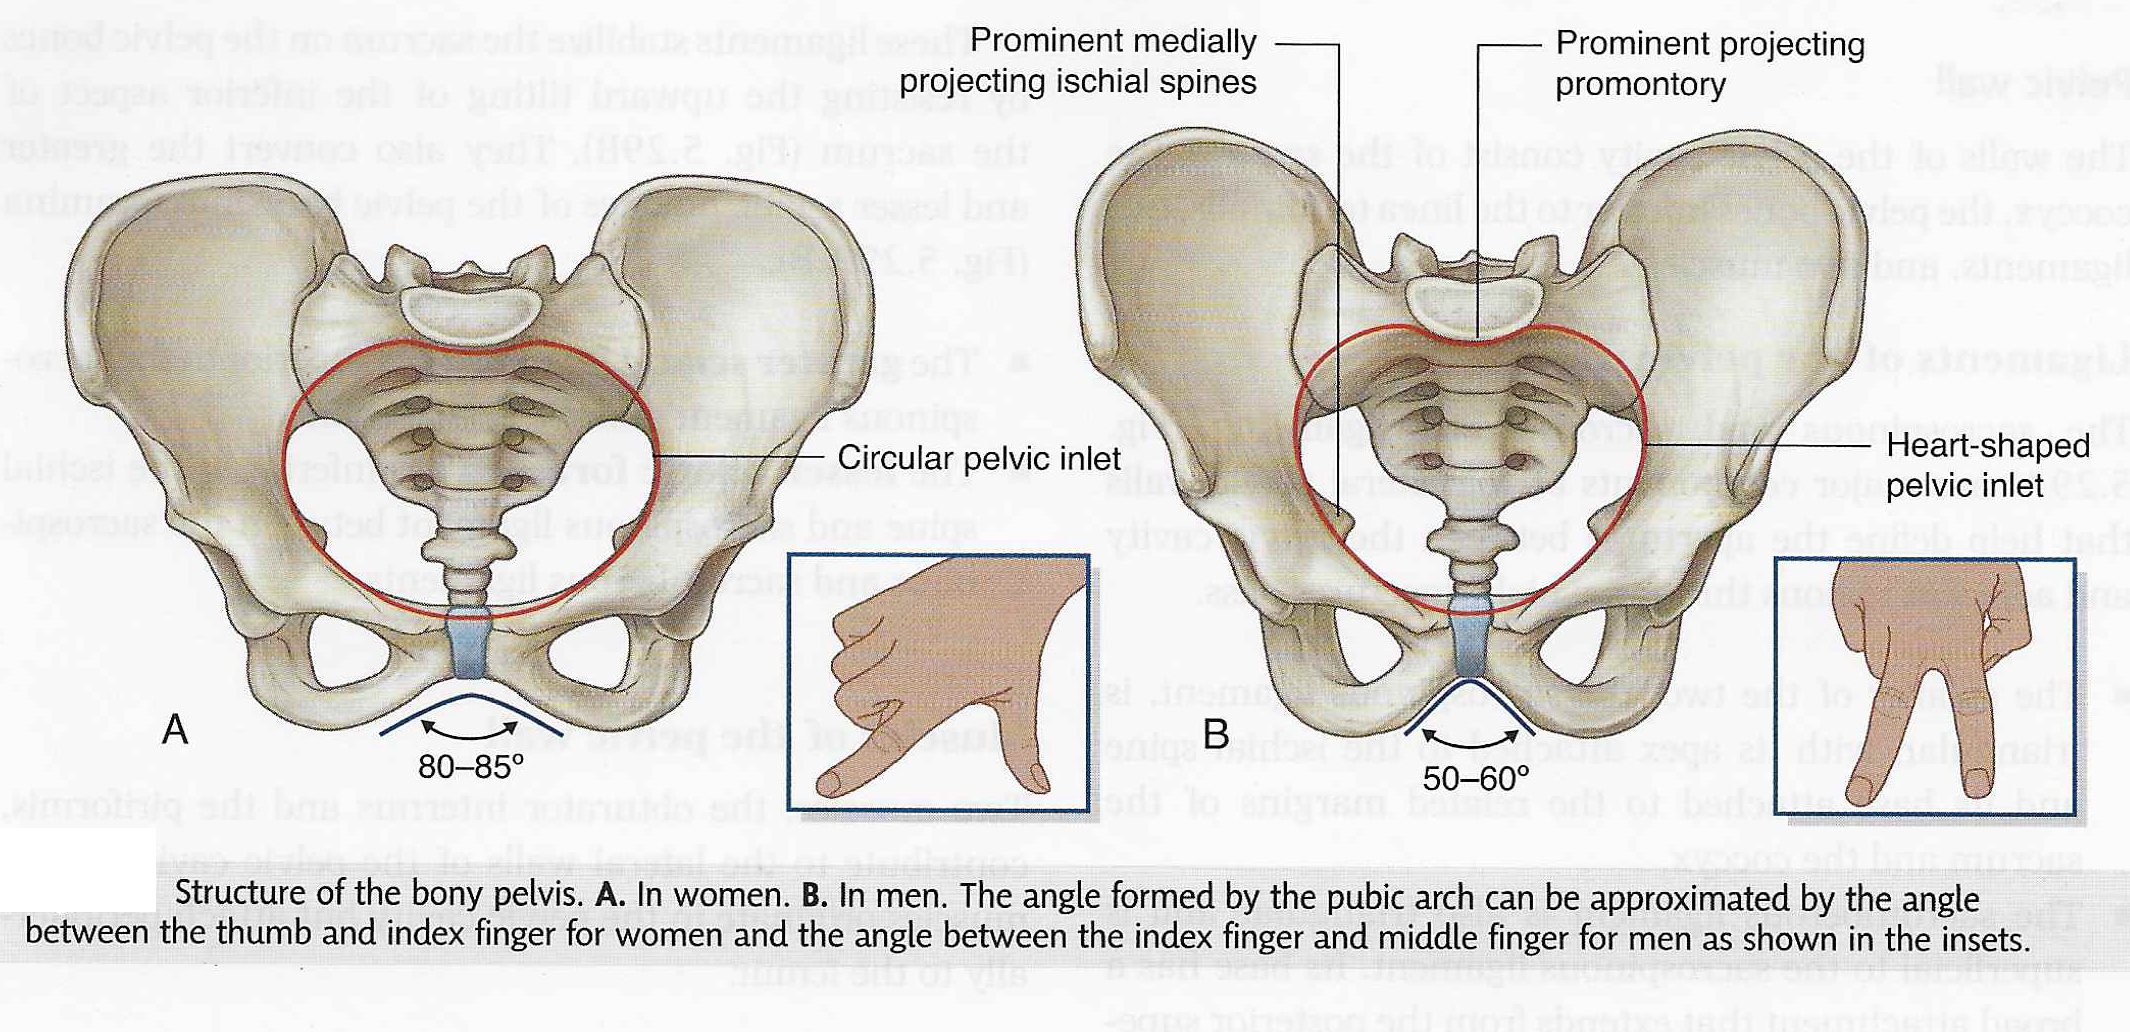 Prominent medially
projecting ischial spines
Prominent projecting
promontory
Circular pelvic inlet
Heart-shaped
pelvic inlet
A
80–85º
B
50–60º
Structure of the bony pelvis. A. In women. B. In men. The angle formed by the pubic arch can be approximated by the angle
between the thumb and index finger for women and the angle between the index finger and middle finger for men as shown in the insets.